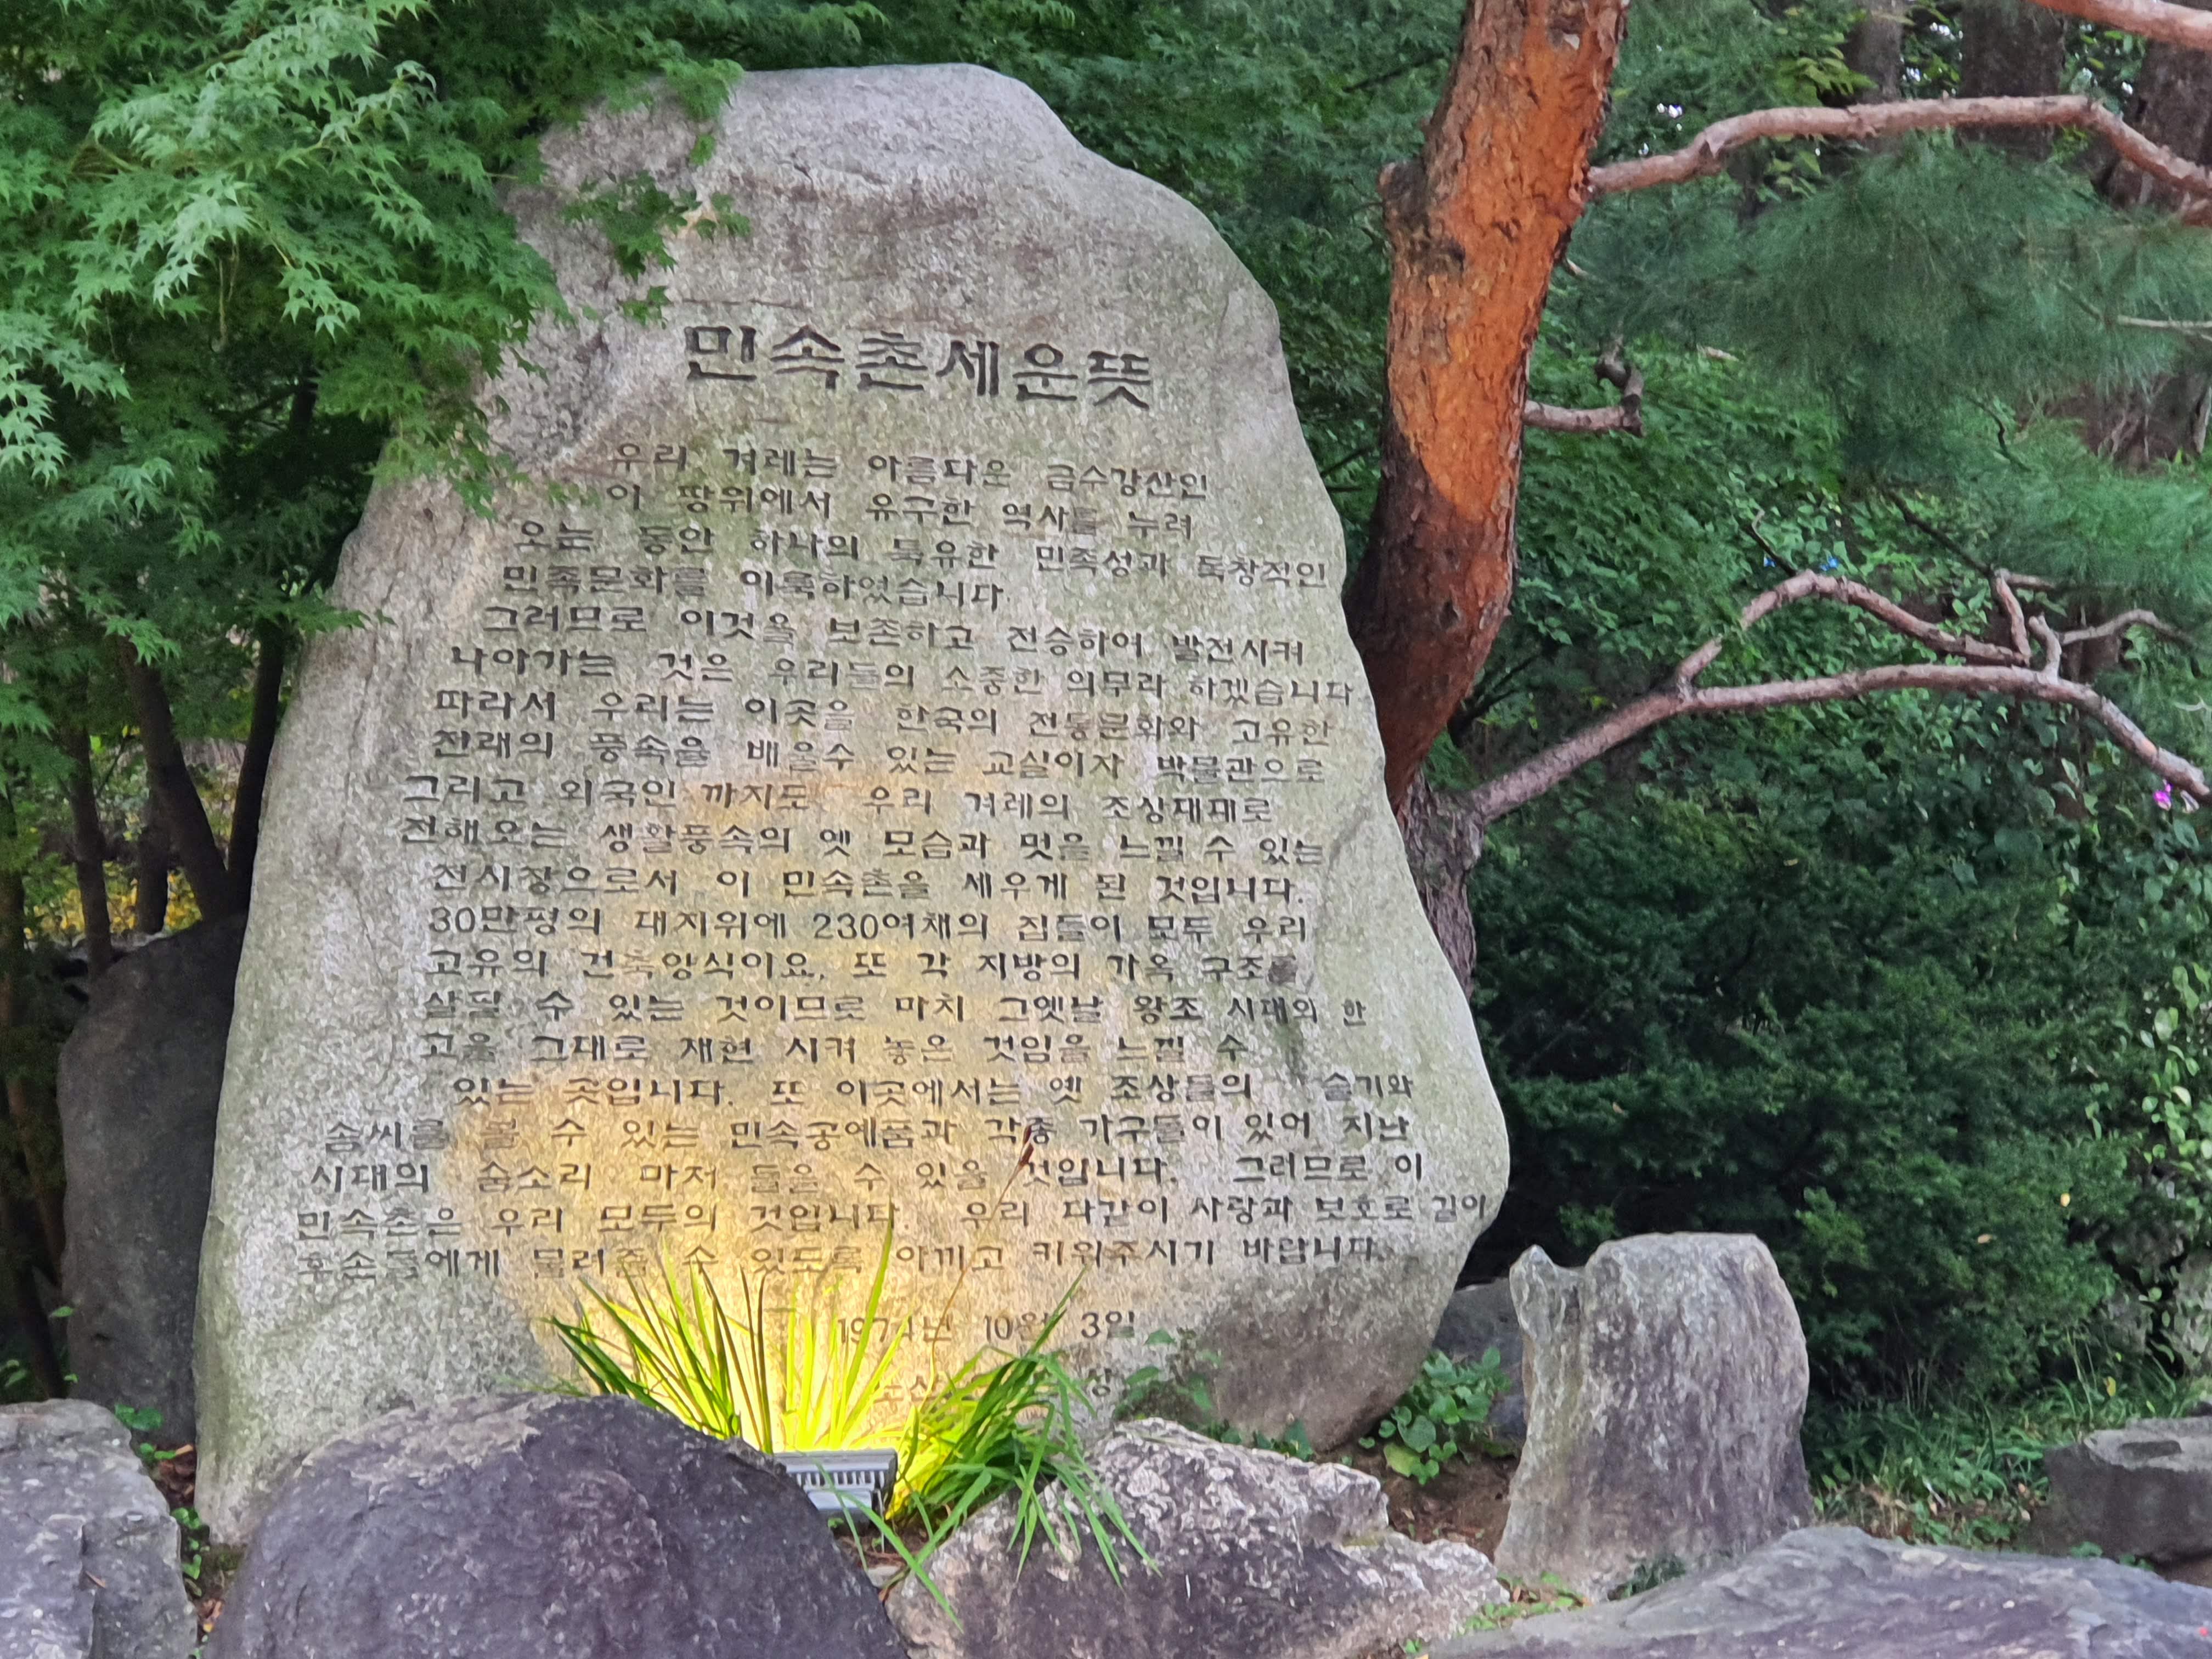 민속촌세운뜻
우리 겨레는 아름다운 금수강산인
이 땅위에서 유구한 역사를 누려
오는 동안 하나의 독유한 민족성과 독창적인
민족문화를 이룩하였습니다
그러므로 이것을 보존하고 전승하여 발전시켜
나아가는 것은 우리들의 소중한 의무라 하겠습니다
따라서 우리는 이곳을 한국의 전통문화와 고유한
전래의 풍속을 배울수 있는 교실이자 박물관으로
그리고 외국인 까지도 우리 겨레의 조상대대로
전해오는 생활풍속의 옛 모습과 멋을 느낄 수 있는
전시장으로서 이 민속촌을 세우게 된 것입니다.
30만평의 대지위에 230여채의 집들이 모두 우리
고유의 건축양식이요, 또 각 지방의 가옥 구조를
살필 수 있는 것이므로 마치 그옛날 왕조 시대의 한
고을 그대로 재현 시켜 놓은 것임을 느낄 수
있는 곳입니다. 또 이곳에서는 옛 조상들의 슬기와
솜씨를 볼 수 있는 민속공예품과 각종 가구들이 있어 지난
시대의 숨소리 마저 들을 수 있을 것입니다. 그러므로 이
민속촌은 우리 모두의 것입니다. 우리 다같이 사랑과 보호로 길이
후손들에게 물려줄 수 있도록 아끼고 키워주시기 바랍니다.
1974년 10월 3일